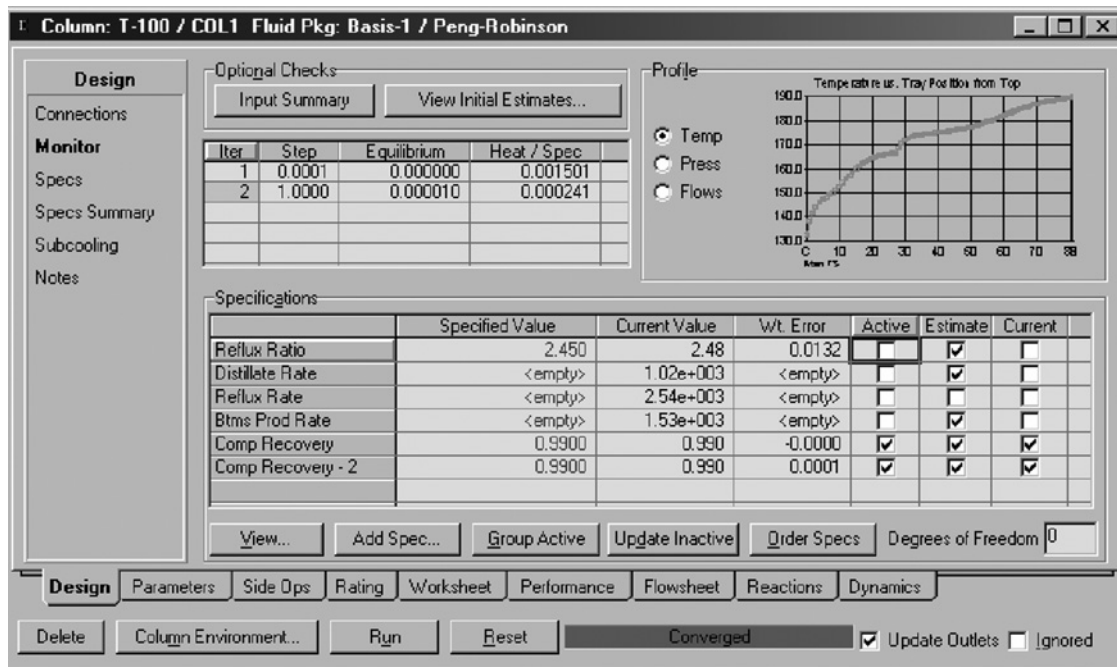 Column: T-100 / COL1 Fluid Pkg: Basis-1 / Peng-Robinson
Design
Connections
Monitor
Specs
Specs Summary
Subcooling
Notes
Optional Checks
Input Summary
View Initial Estimates...
Iter Step Equilibrium Heat / Spec
1 0.0001 0.000000 0.001501
2 1.0000 0.000010 0.000241
Profile
Temp
Press
Flows
Temperature vs. Tray Position from Top
190.0
180.0
170.0
160.0
150.0
140.0
130.0
C 10 20 30 40 50 60 70 88
Specifications
Specified Value Current Value Wt. Error Active Estimate Current
Reflux Ratio 2.450 2.48 0.0132
Distillate Rate <empty> 1.02e+003 <empty>
Reflux Rate <empty> 2.54e+003 <empty>
Btms Prod Rate <empty> 1.53e+003 <empty>
Comp Recovery 0.9900 0.990 -0.0000
Comp Recovery - 2 0.9900 0.990 0.0001
View... Add Spec... Group Active Update Inactive Order Specs Degrees of Freedom 0
Design Parameters Side Ops Rating Worksheet Performance Flowsheet Reactions Dynamics
Delete Column Environment... Run Reset Converged Update Outlets Ignored